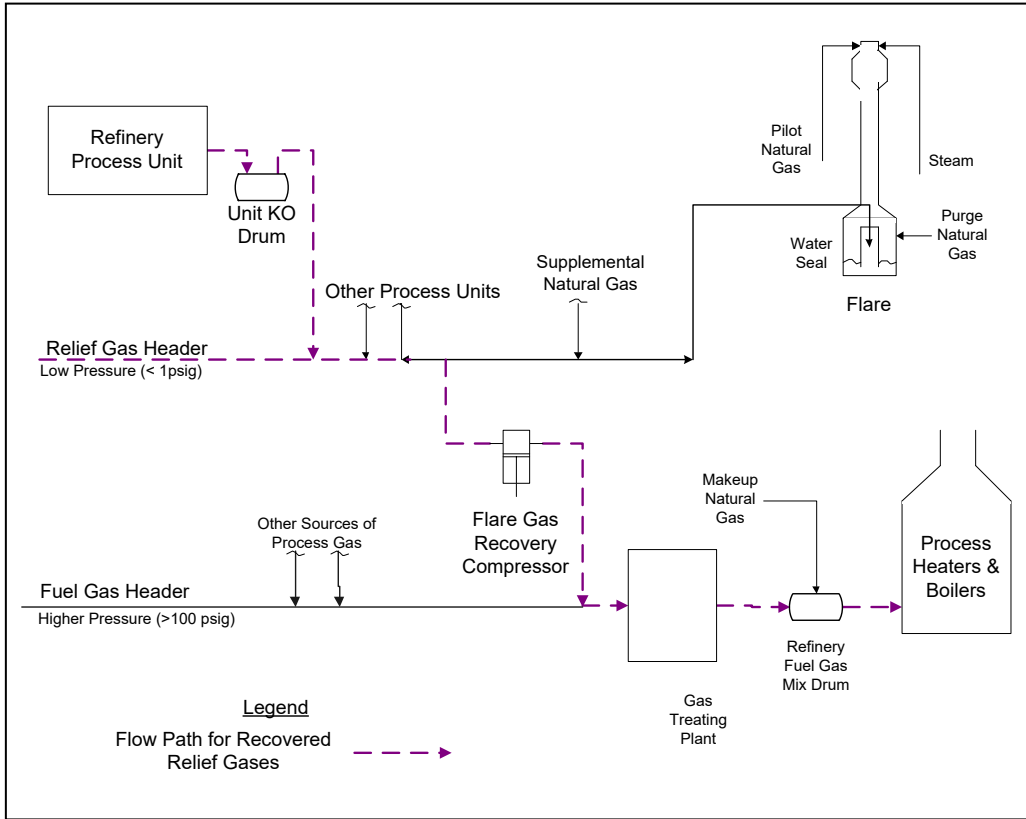 Refinery
Process Unit
Unit KO
Drum
Pilot
Natural
Gas
Steam
Water
Seal
Purge
Natural
Gas
Flare
Supplemental
Natural Gas
Other Process Units
Relief Gas Header
Low Pressure (< 1psig)
Flare Gas
Recovery
Compressor
Other Sources of
Process Gas
Makeup
Natural
Gas
Process
Heaters &
Boilers
Fuel Gas Header
Higher Pressure (>100 psig)
Refinery
Fuel Gas
Mix Drum
Gas
Treating
Plant
Legend
Flow Path for Recovered
Relief Gases